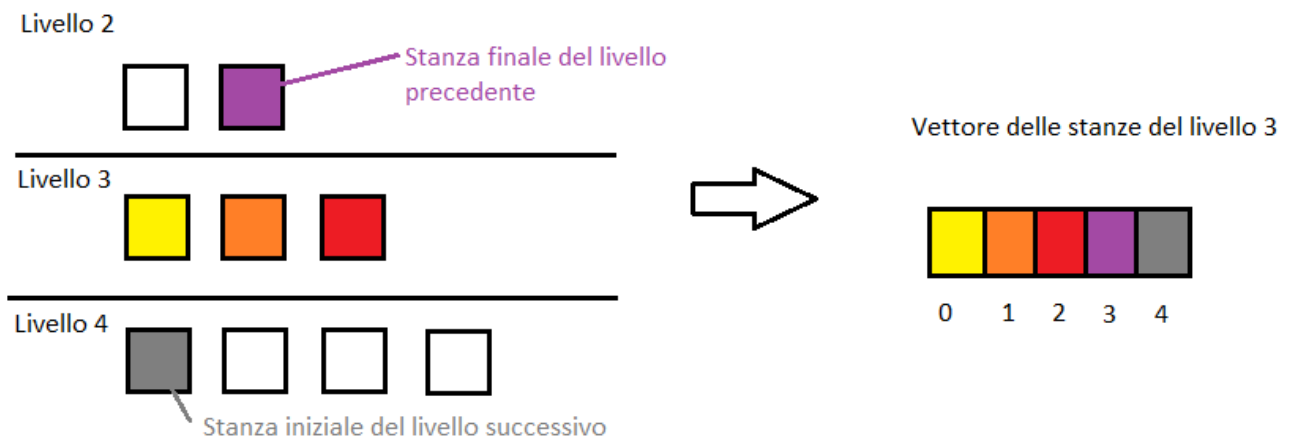 Livello 2
Stanza finale del livello
precedente
Vettore delle stanze del livello 3
Livello 3
0 1 2 3 4
Livello 4
Stanza iniziale del livello successivo